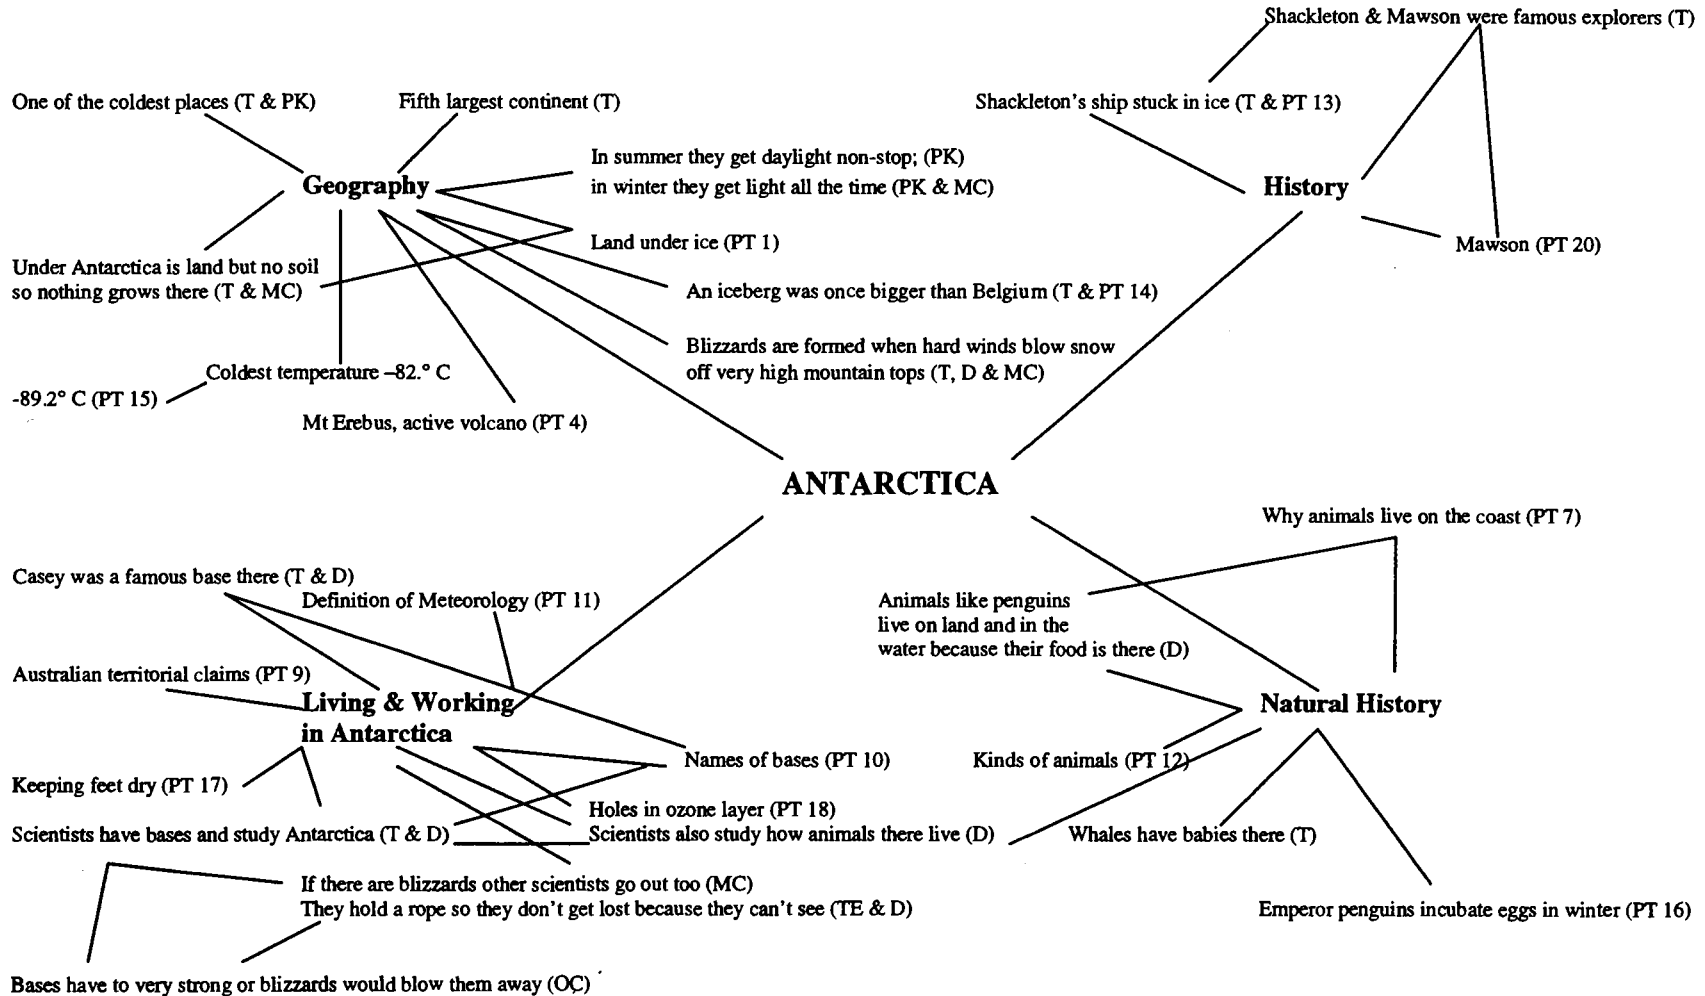 Shackleton & Mawson were famous explorers (T)
One of the coldest places (T & PK)
Fifth largest continent (T)
Shackleton's ship stuck in ice (T & PT 13)
In summer they get daylight non-stop; (PK)
in winter they get light all the time (PK & MC)
Geography
History
Land under ice (PT 1)
Mawson (PT 20)
Under Antarctica is land but no soil
so nothing grows there (T & MC)
An iceberg was once bigger than Belgium (T & PT 14)
Blizzards are formed when hard winds blow snow
off very high mountain tops (T, D & MC)
Coldest temperature –82.° C
-89.2° C (PT 15)
Mt Erebus, active volcano (PT 4)
ANTARCTICA
Why animals live on the coast (PT 7)
Casey was a famous base there (T & D)
Definition of Meteorology (PT 11)
Animals like penguins
live on land and in the
water because their food is there (D)
Australian territorial claims (PT 9)
Living & Working
in Antarctica
Natural History
Names of bases (PT 10)
Kinds of animals (PT 12)
Keeping feet dry (PT 17)
Holes in ozone layer (PT 18)
Scientists have bases and study Antarctica (T & D)
Scientists also study how animals there live (D)
Whales have babies there (T)
If there are blizzards other scientists go out too (MC)
They hold a rope so they don't get lost because they can't see (TE & D)
Emperor penguins incubate eggs in winter (PT 16)
Bases have to very strong or blizzards would blow them away (OC)